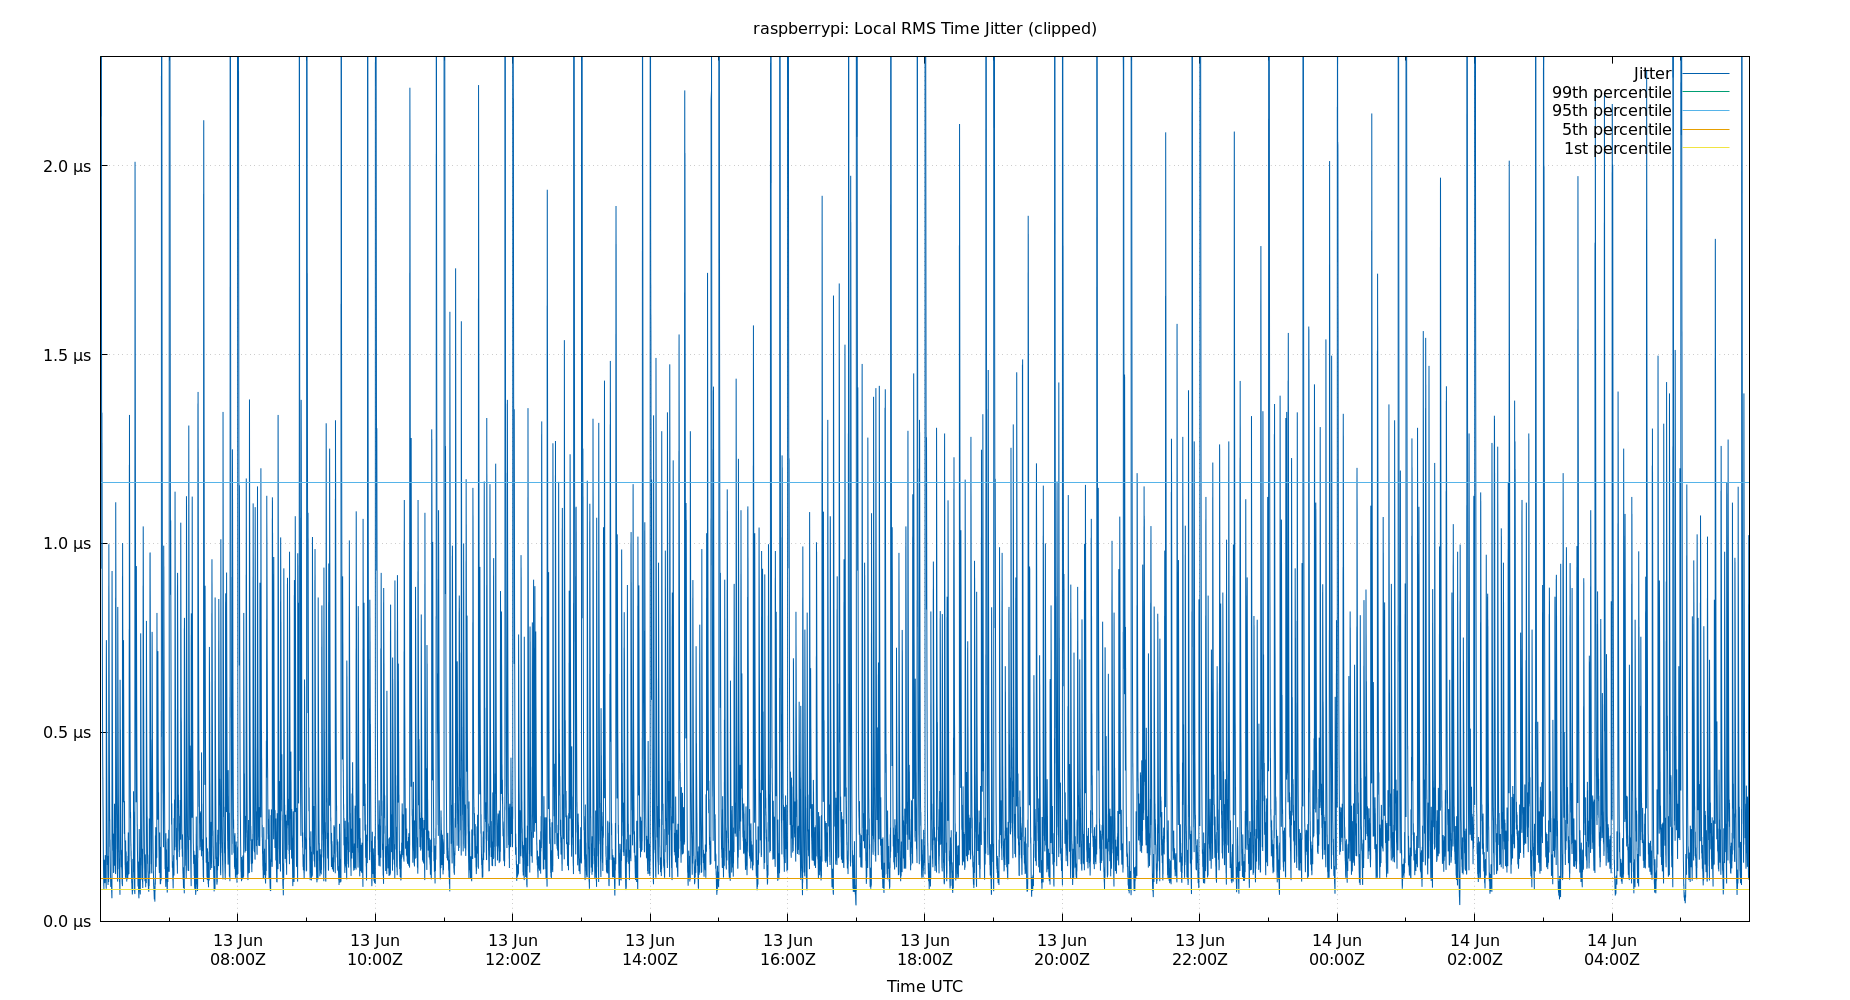 raspberrypi: Local RMS Time Jitter (clipped)
Jitter
99th percentile
95th percentile
5th percentile
1st percentile
2.0 µs
1.5 µs
1.0 µs
0.5 µs
0.0 µs
13 Jun 13 Jun 13 Jun 13 Jun 13 Jun 13 Jun 13 Jun 13 Jun 14 Jun 14 Jun 14 Jun
08:00Z 10:00Z 12:00Z 14:00Z 16:00Z 18:00Z 20:00Z 22:00Z 00:00Z 02:00Z 04:00Z
Time UTC